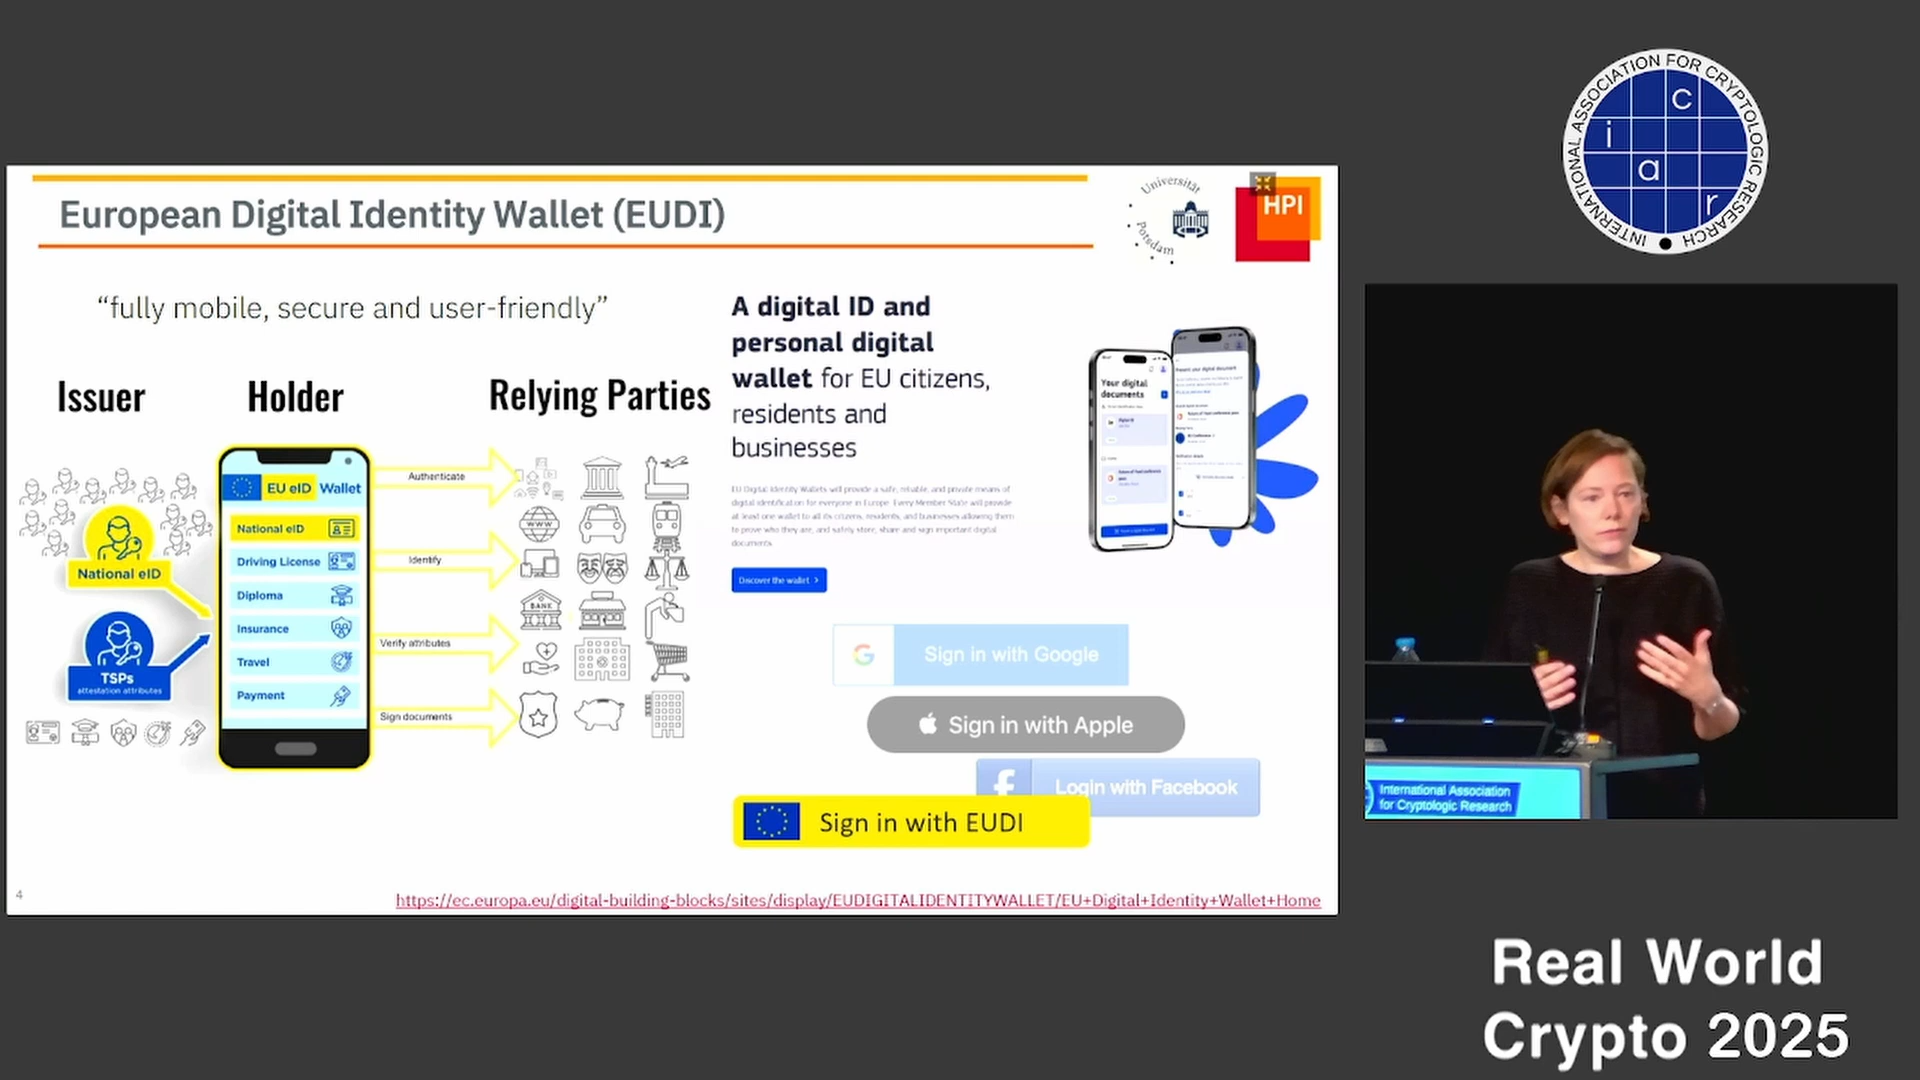 European Digital Identity Wallet (EUDI)
Universität
Potsdam
HPI
“fully mobile, secure and user-friendly”
Issuer
Holder
Relying Parties
National eID
TSPs
attestation attributes
EU eID Wallet
National eID
Driving License
Diploma
Insurance
Travel
Payment
Authenticate
Identify
Verify attributes
Sign documents
WWW
BANK
A digital ID and
personal digital
wallet for EU citizens,
residents and
businesses
EU Digital Identity Wallets will provide a safe, reliable, and private means of
digital identification for everyone in Europe. Every Member State will provide
at least one wallet to all its citizens, residents, and businesses allowing them
to prove who they are, and safely store, share and sign important digital
documents.
Discover the wallet
Your digital
documents
G Sign in with Google
Sign in with Apple
f Login with Facebook
Sign in with EUDI
4
https://ec.europa.eu/digital-building-blocks/sites/display/EUDIGITALIDENTITYWALLET/EU+Digital+Identity+Wallet+Home
INTERNATIONAL ASSOCIATION FOR CRYPTOLOGIC RESEARCH
i a c r
International Association
for Cryptologic Research
Real World
Crypto 2025